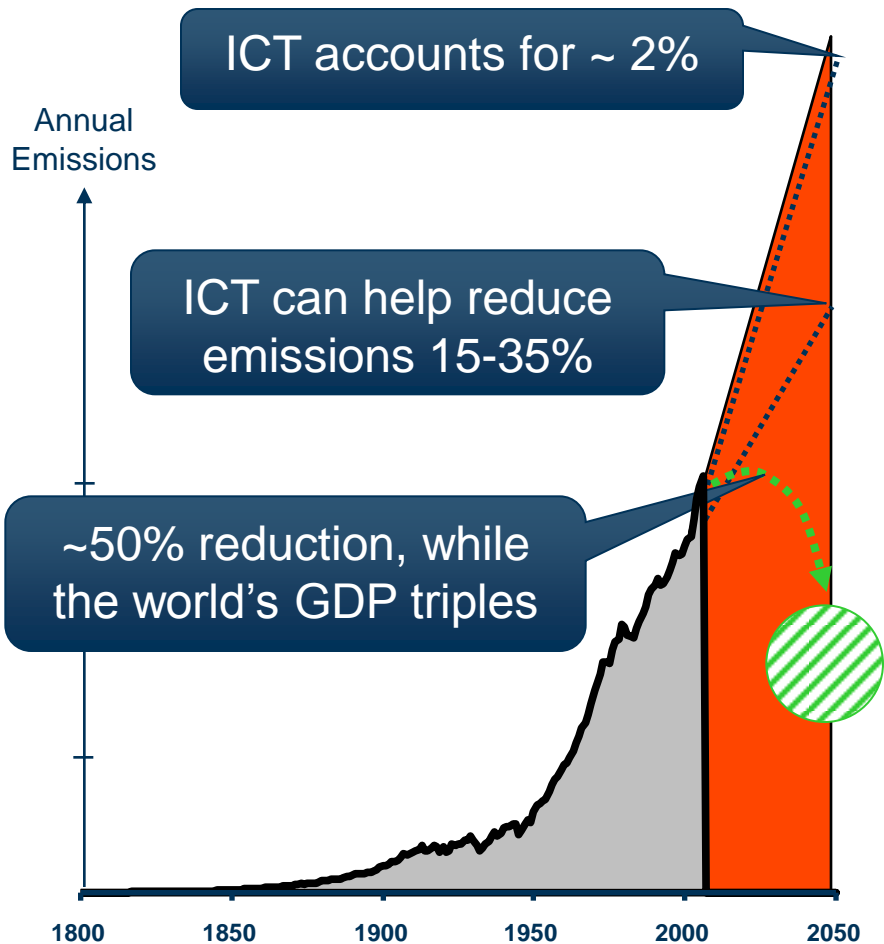 ICT accounts for ~ 2%
Annual
Emissions
ICT can help reduce
emissions 15-35%
~50% reduction, while
the world's GDP triples
1800 1850 1900 1950 2000 2050